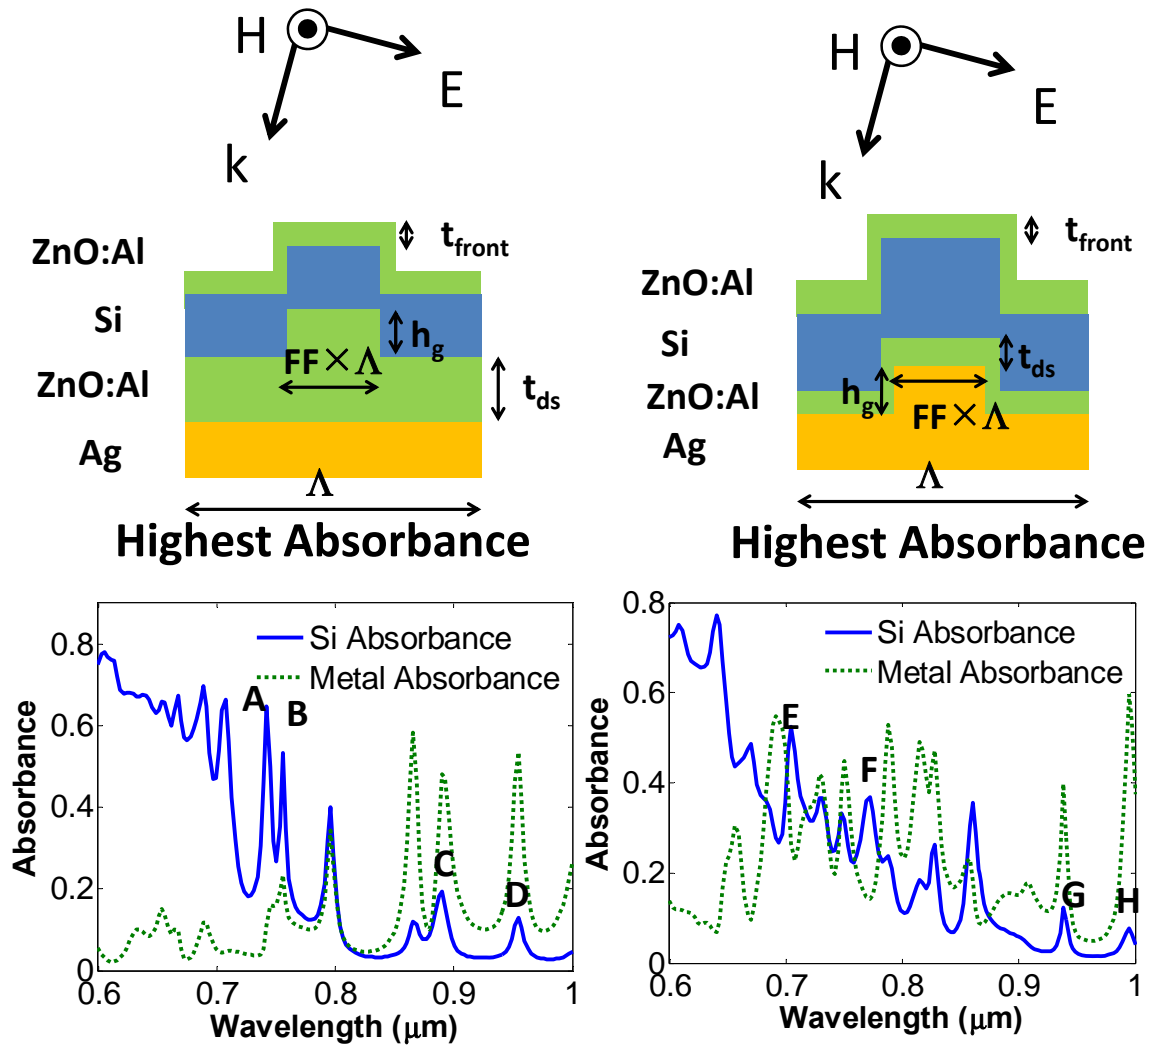 H
E
k
ZnO:Al
t_front
Si
h_g
FF×Λ
ZnO:Al
t_ds
Ag
Λ
Highest Absorbance
H
E
k
t_front
ZnO:Al
Si
t_ds
h_g
ZnO:Al
FF×Λ
Ag
Λ
Highest Absorbance
Si Absorbance
Metal Absorbance
A
B
C
D
0.8
0.6
0.4
0.2
0
Absorbance
0.6 0.7 0.8 0.9 1
Wavelength (μm)
Si Absorbance
Metal Absorbance
E
F
G
H
0.8
0.6
0.4
0.2
0
Absorbance
0.6 0.7 0.8 0.9 1
Wavelength (μm)